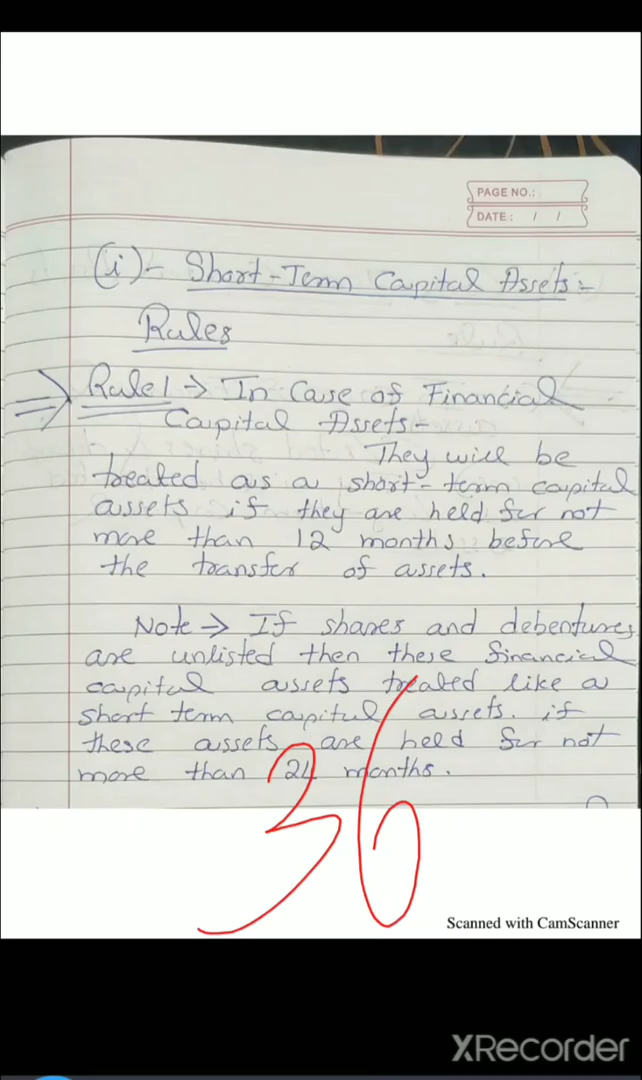 PAGE NO.:
DATE : / /
(i)- Short-Term Capital Assets:-
Rules
Rule 1 → In Case of Financial
Capital Assets-
They will be
treated as a short-term capital
assets if they are held for not
more than 12 months before
the transfer of assets.
Note → If shares and debentures
are unlisted then these financial
capital assets treated like a
short term capital assets. if
these assets are held for not
more than 24 months.
36
Scanned with CamScanner
XRecorder